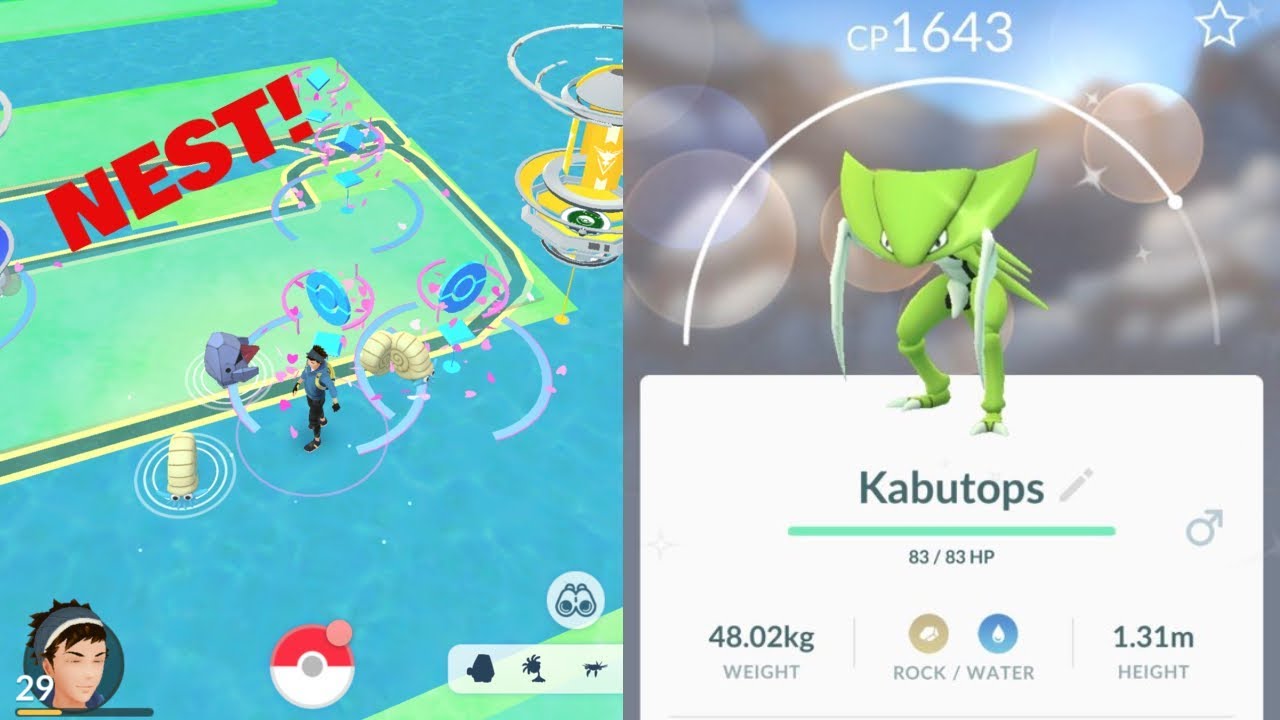 NEST!
29
CP1643
Kabutops
83 / 83 HP
48.02kg
WEIGHT
ROCK / WATER
1.31m
HEIGHT